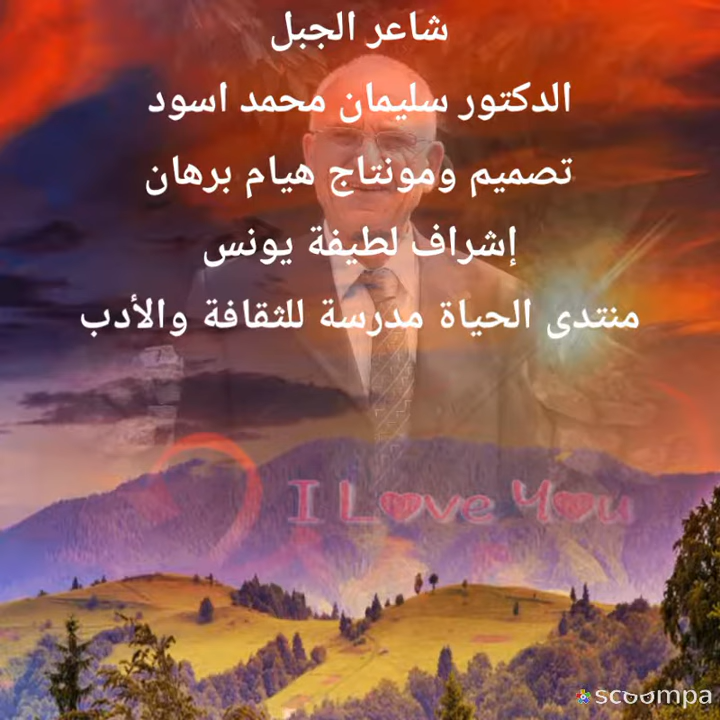 شاعر الجبل
الدكتور سليمان محمد اسود
تصميم ومونتاج هيام برهان
إشراف لطيفة يونس
منتدى الحياة مدرسة للثقافة والأدب
I Love You
scoompa